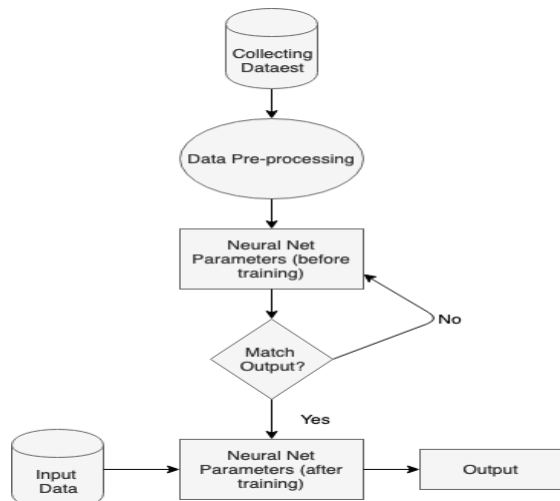 Collecting
Dataest
Data Pre-processing
Neural Net
Parameters (before
training)
No
Match
Output?
Yes
Input
Data
Neural Net
Parameters (after
training)
Output